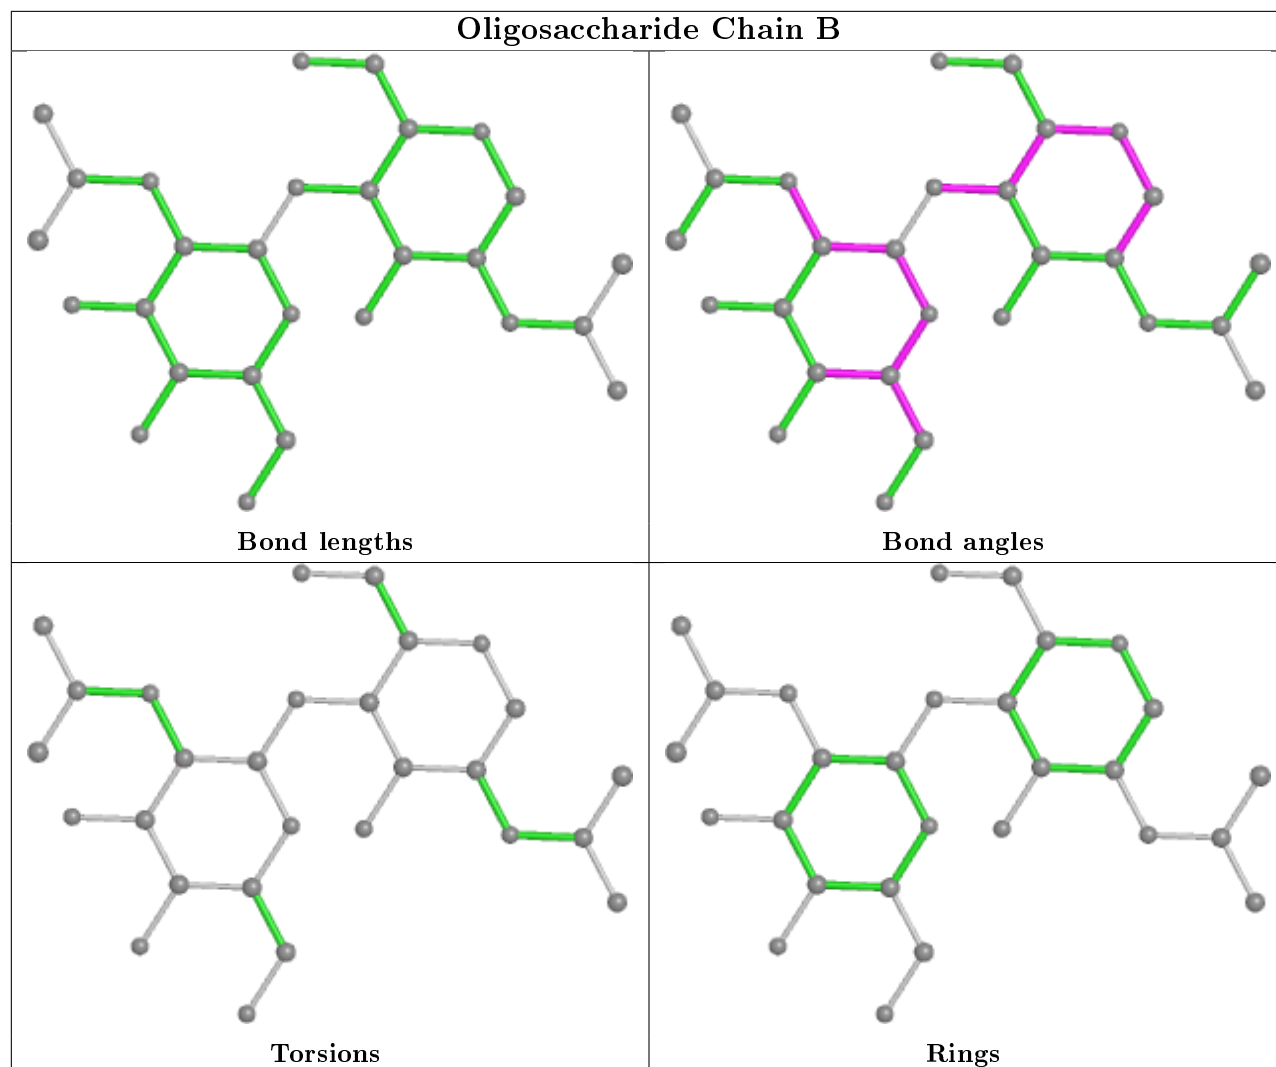 Oligosaccharide Chain B
Bond lengths
Bond angles
Torsions
Rings